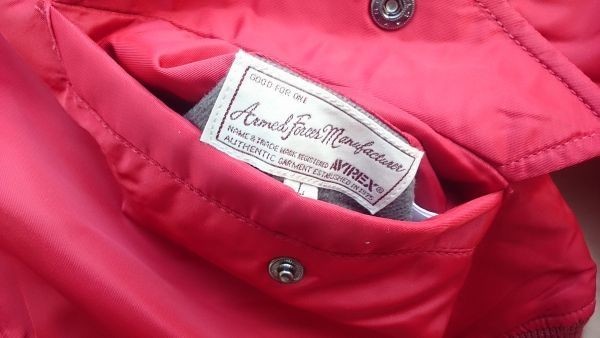 GOOD FOR ONE
Armed Forces Manufacturer
NAME & TRADE MARK REGISTERED AVIREX®
AUTHENTIC GARMENT ESTABLISHED IN 1975
L